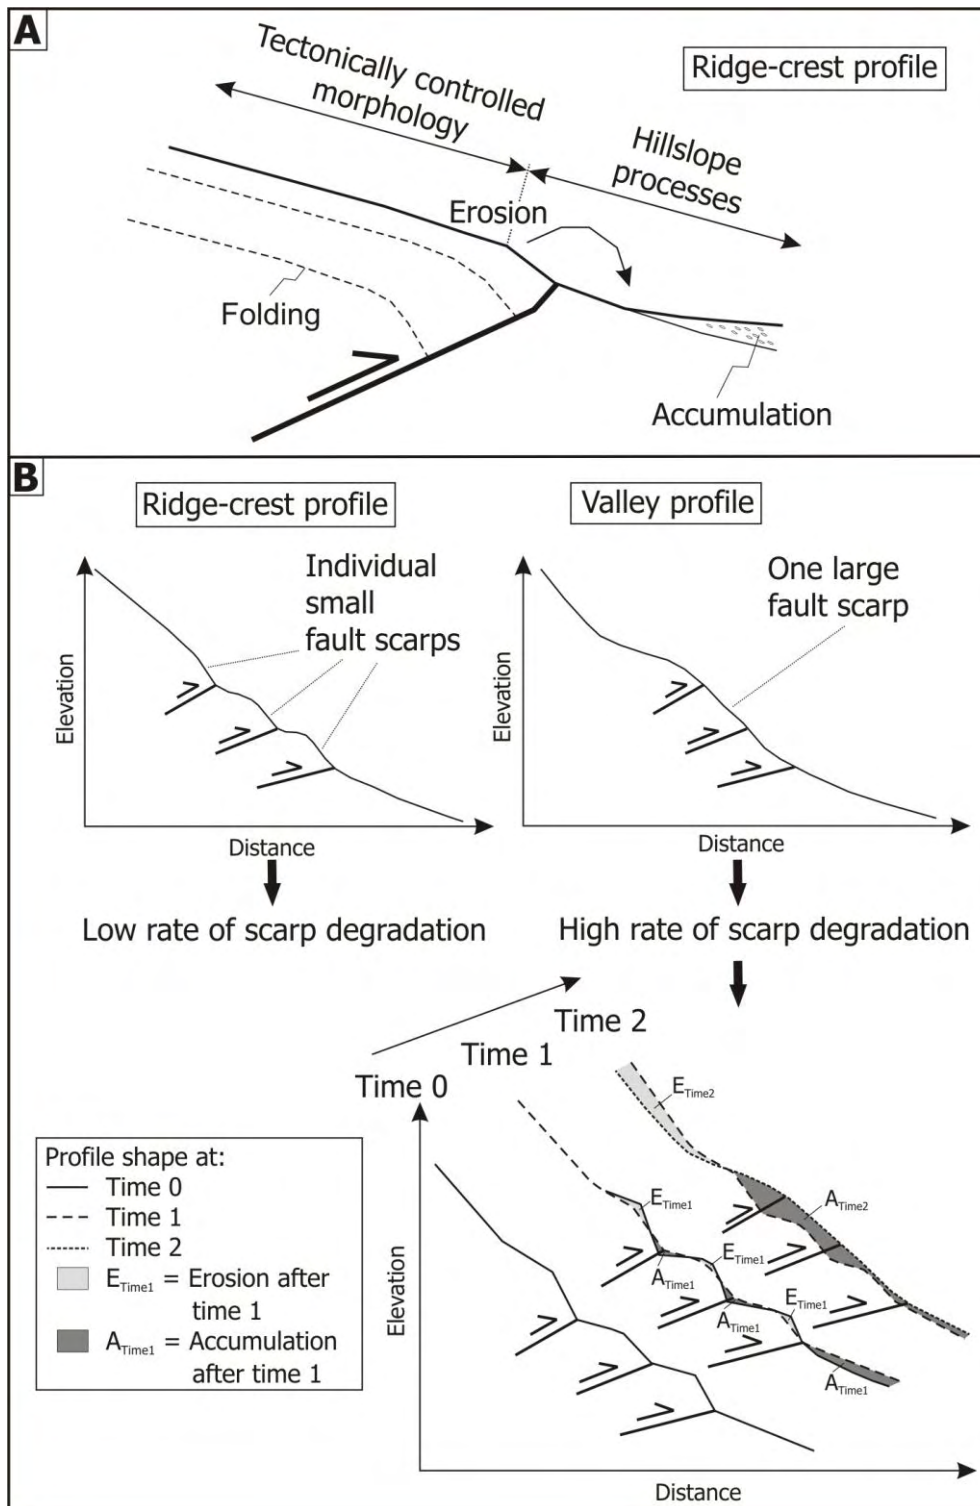 A
Ridge-crest profile
Tectonically controlled
morphology
Hillslope
processes
Erosion
Folding
Accumulation
B
Ridge-crest profile
Valley profile
Individual
small
fault scarps
One large
fault scarp
Elevation
Distance
Elevation
Distance
Low rate of scarp degradation
High rate of scarp degradation
Time 2
Time 1
Time 0
Profile shape at:
Time 0
Time 1
Time 2
ETime1 = Erosion after
time 1
ATime1 = Accumulation
after time 1
Elevation
ETime2
ETime1
ATime2
ETime1
ATime1
ETime1
ATime1
ATime1
Distance